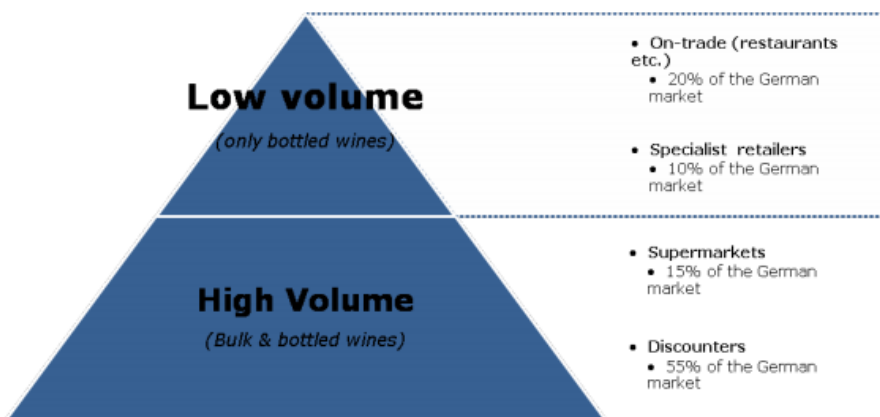 Low volume
(only bottled wines)
• On-trade (restaurants
etc.)
• 20% of the German
market
• Specialist retailers
• 10% of the German
market
High Volume
(Bulk & bottled wines)
• Supermarkets
• 15% of the German
market
• Discounters
• 55% of the German
market